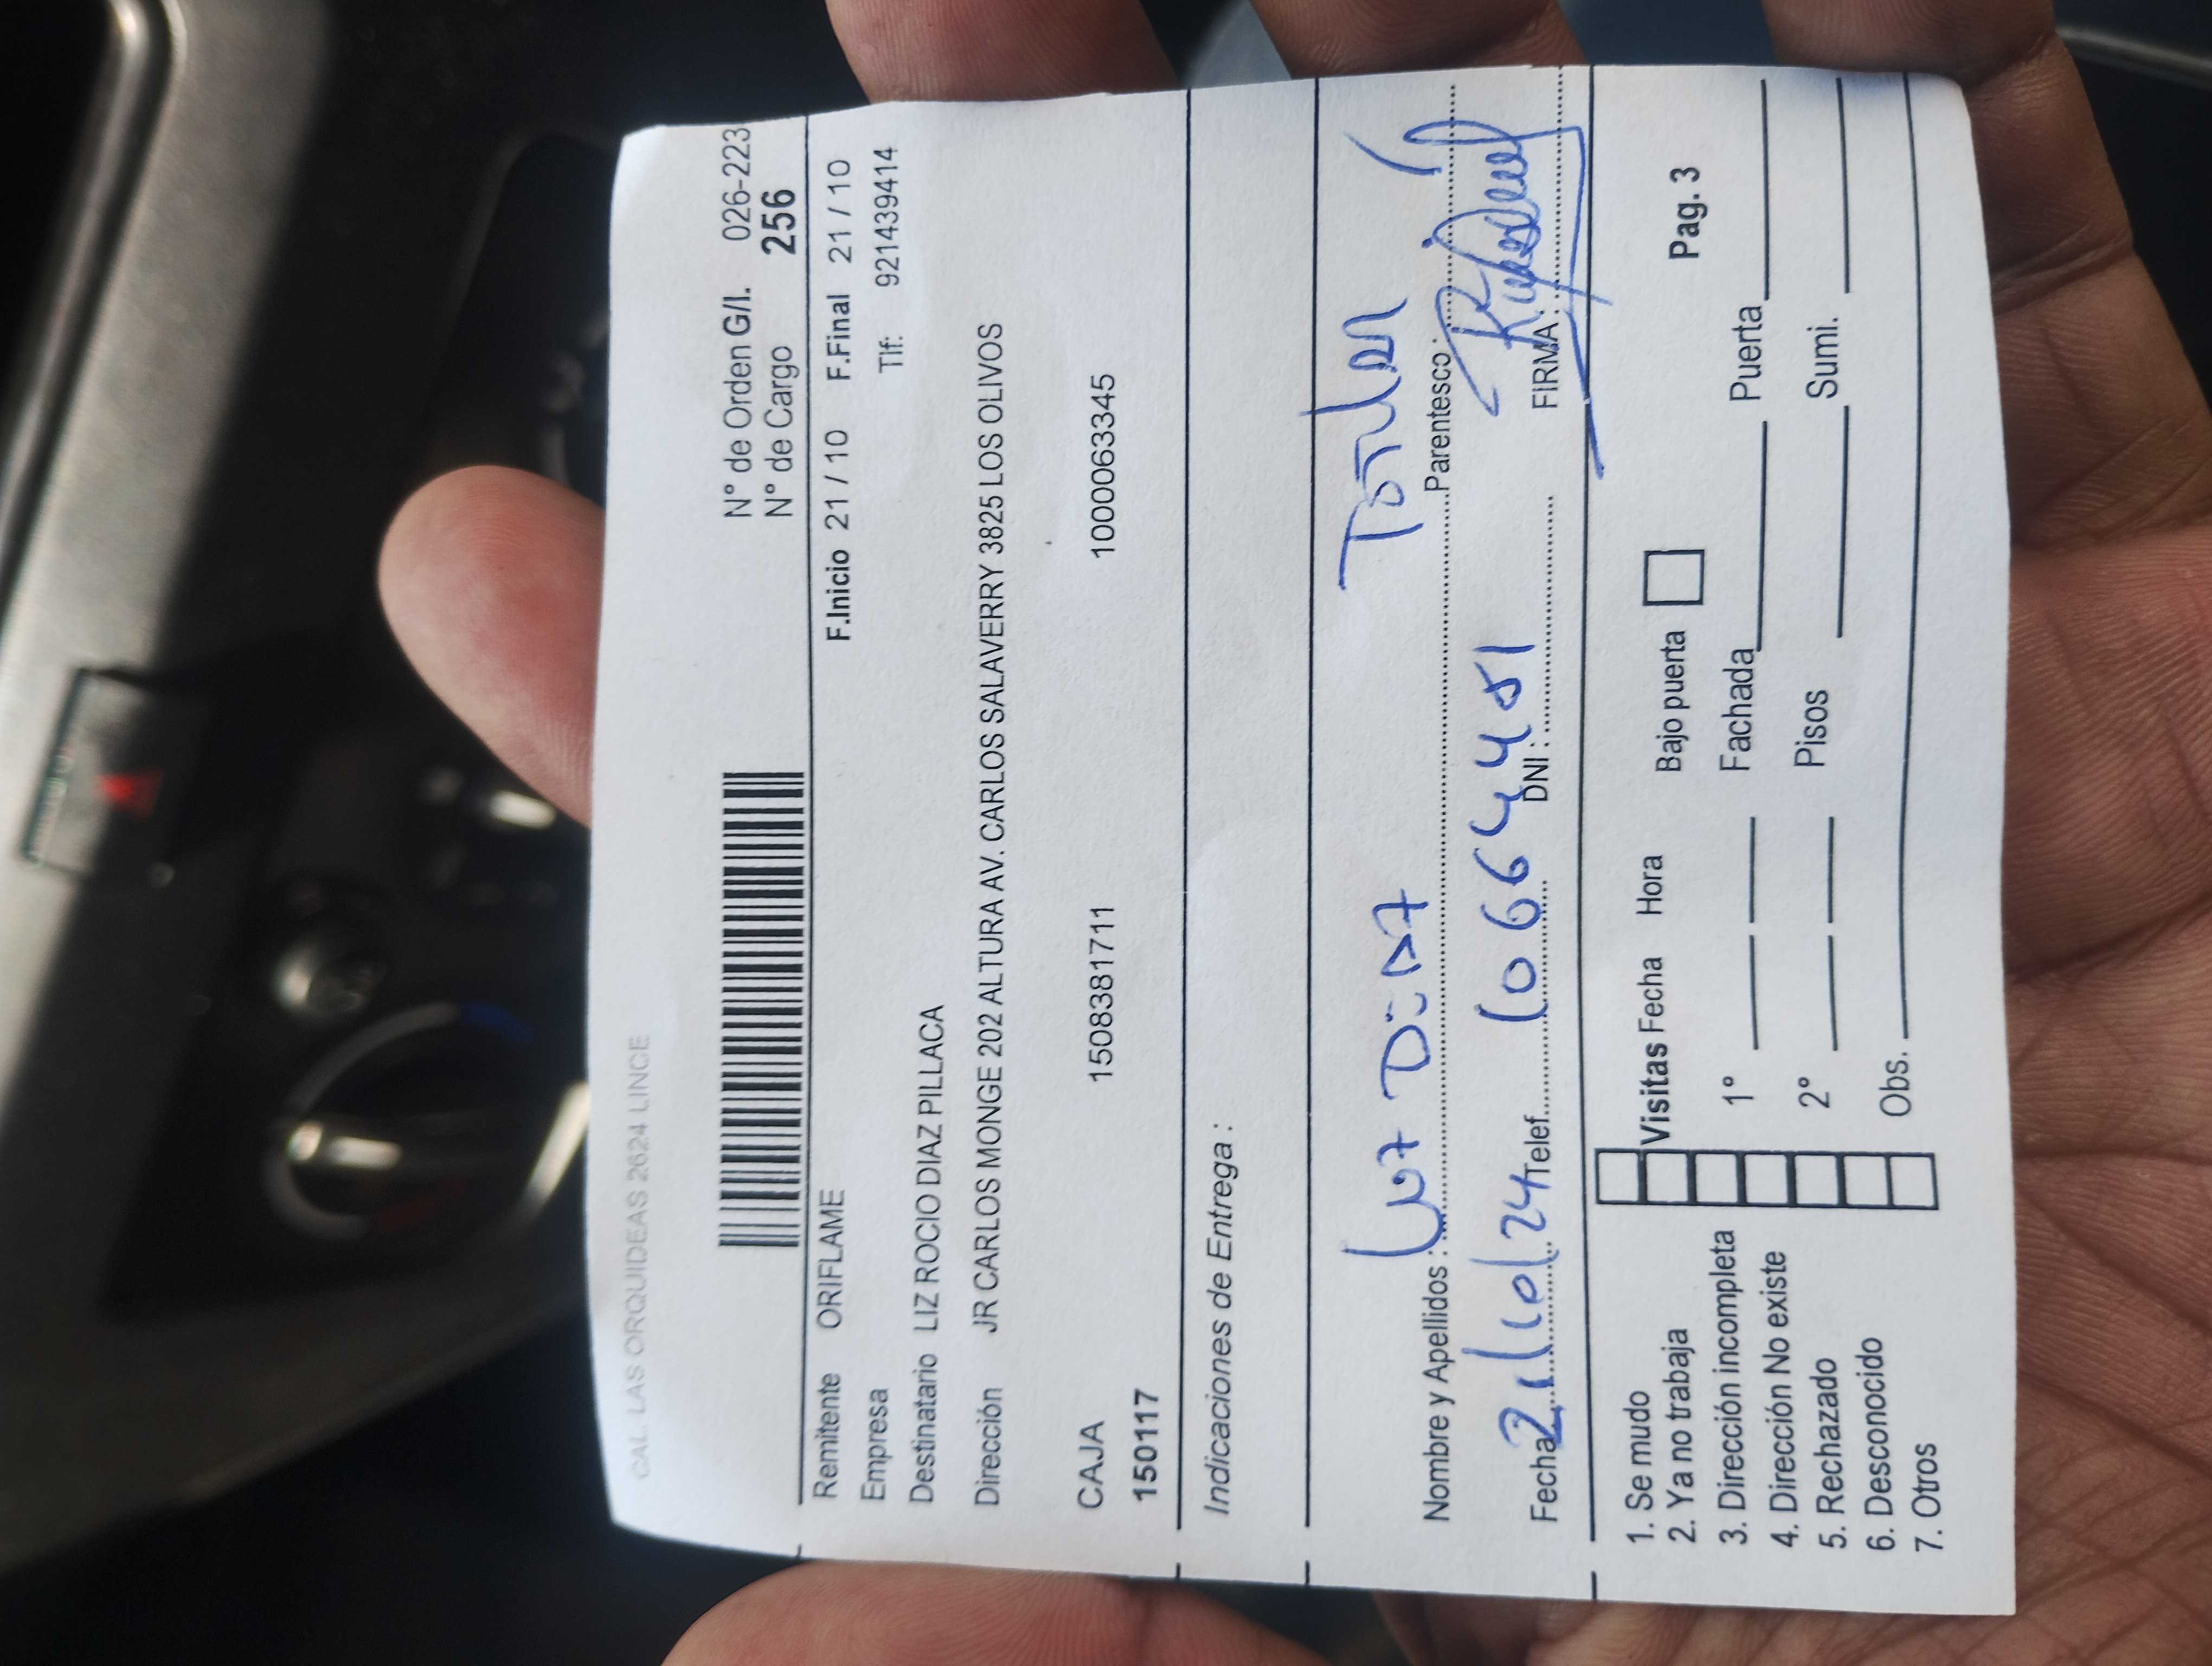 CAL. LAS ORQUIDEAS 2624 LINCE
N° de Orden G/I. 026-223
N° de Cargo 256
F.Inicio 21 / 10 F.Final 21 / 10
Remitente ORIFLAME
Empresa Tlf: 921439414
Destinatario LIZ ROCIO DIAZ PILLACA
Dirección JR CARLOS MONGE 202 ALTURA AV. CARLOS SALAVERRY 3825 LOS OLIVOS
CAJA 1508381711 1000063345
150117
Indicaciones de Entrega :
Nombre y Apellidos : Diaz Parentesco :
Fecha 21/10/24 Telef. DNI : FIRMA :
1. Se mudo
2. Ya no trabaja
3. Dirección incompleta
4. Dirección No existe
5. Rechazado
6. Desconocido
7. Otros
Visitas Fecha Hora Bajo puerta Pag. 3
1° Fachada Puerta
2° Pisos Sumi.
Obs.